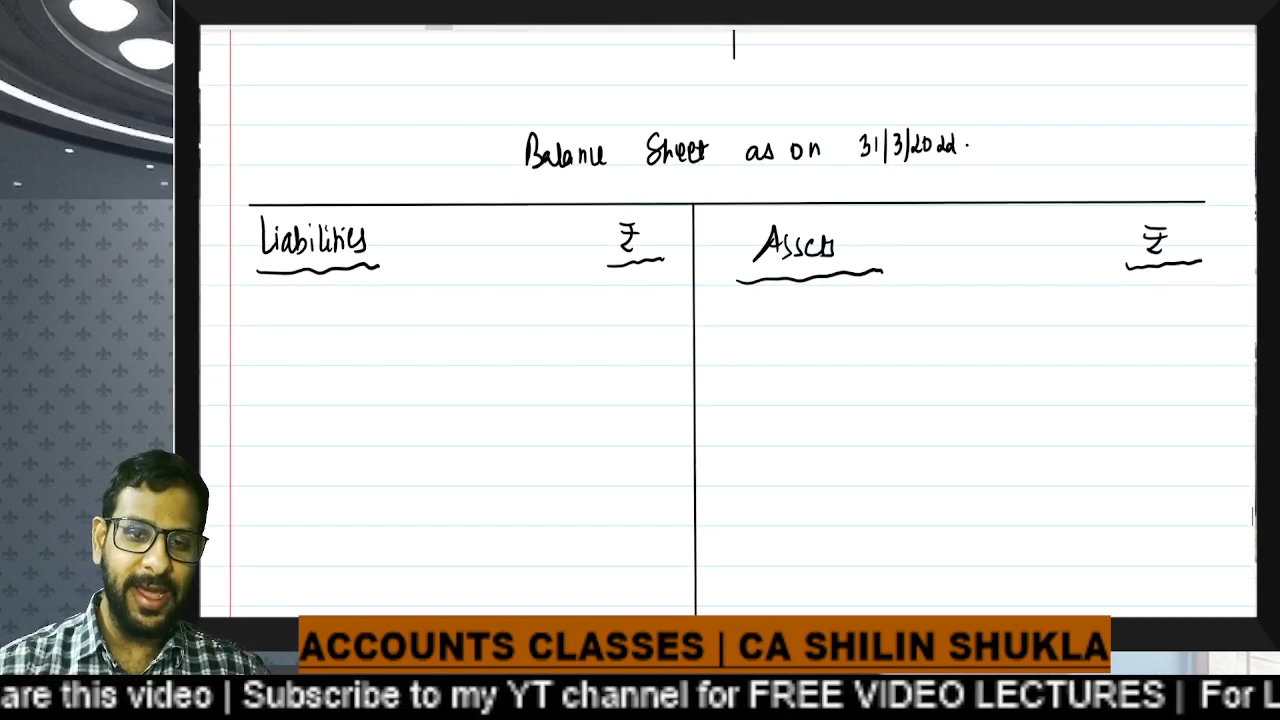 Balance Sheet as on 31/3/2022.
Liabilities ₹ Assets ₹
ACCOUNTS CLASSES | CA SHILIN SHUKLA
are this video | Subscribe to my YT channel for FREE VIDEO LECTURES | For L